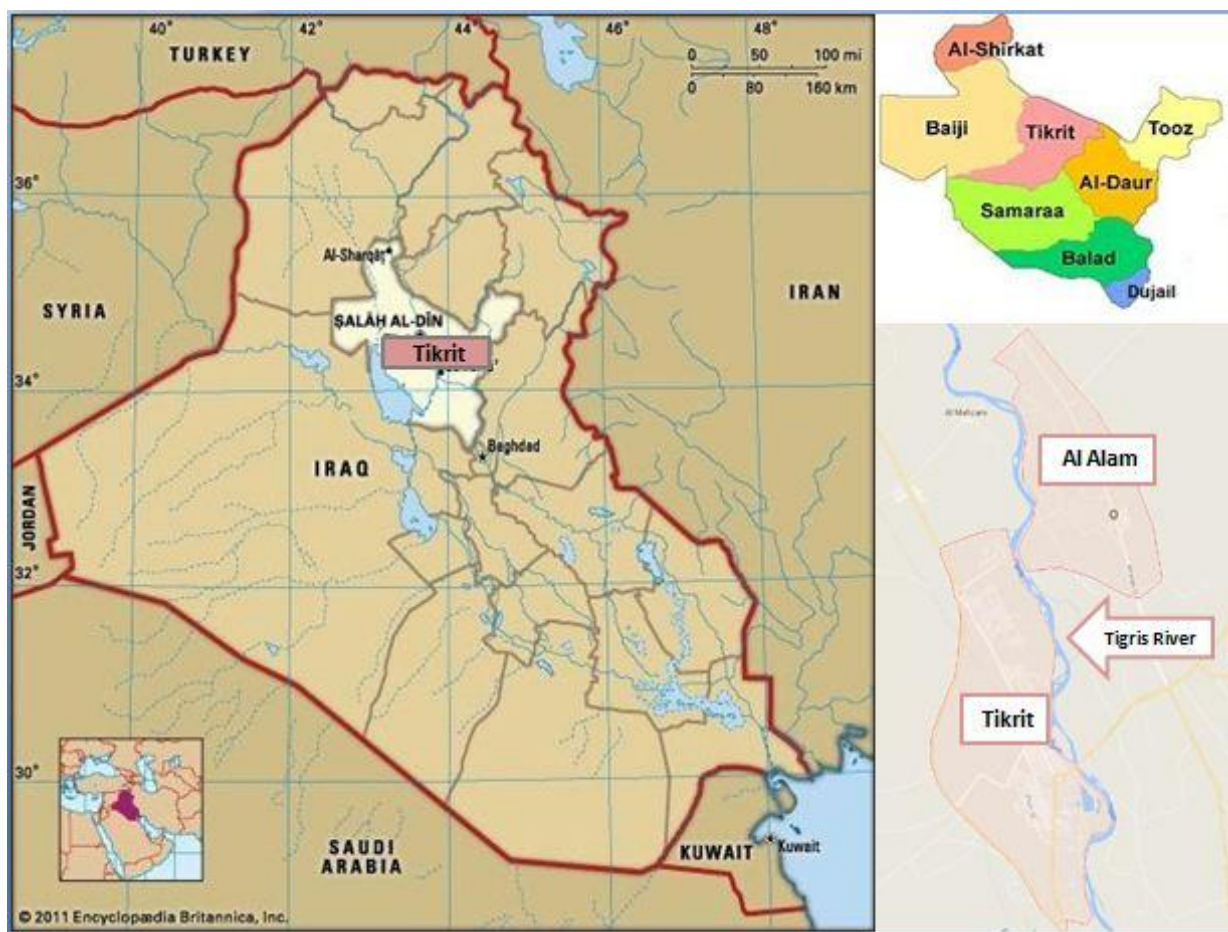 40°
42
44
46
48°
TURKEY
0 50 100 mi
0 80 160 km
36°
Al-Sharqāṭ
SYRIA
IRAN
ṢALĀḤ AL-DĪN
Tikrit
34°
Baghdad
IRAQ
JORDAN
32°
30°
SAUDI
ARABIA
KUWAIT
Kuwait
© 2011 Encyclopædia Britannica, Inc.
Al-Shirkat
Baiji
Tikrit
Tooz
Al-Daur
Samaraa
Balad
Dujail
Al Alam
Tigris River
Tikrit